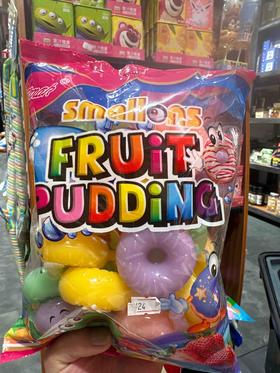 smellons
FRUIT
PUDDING
124